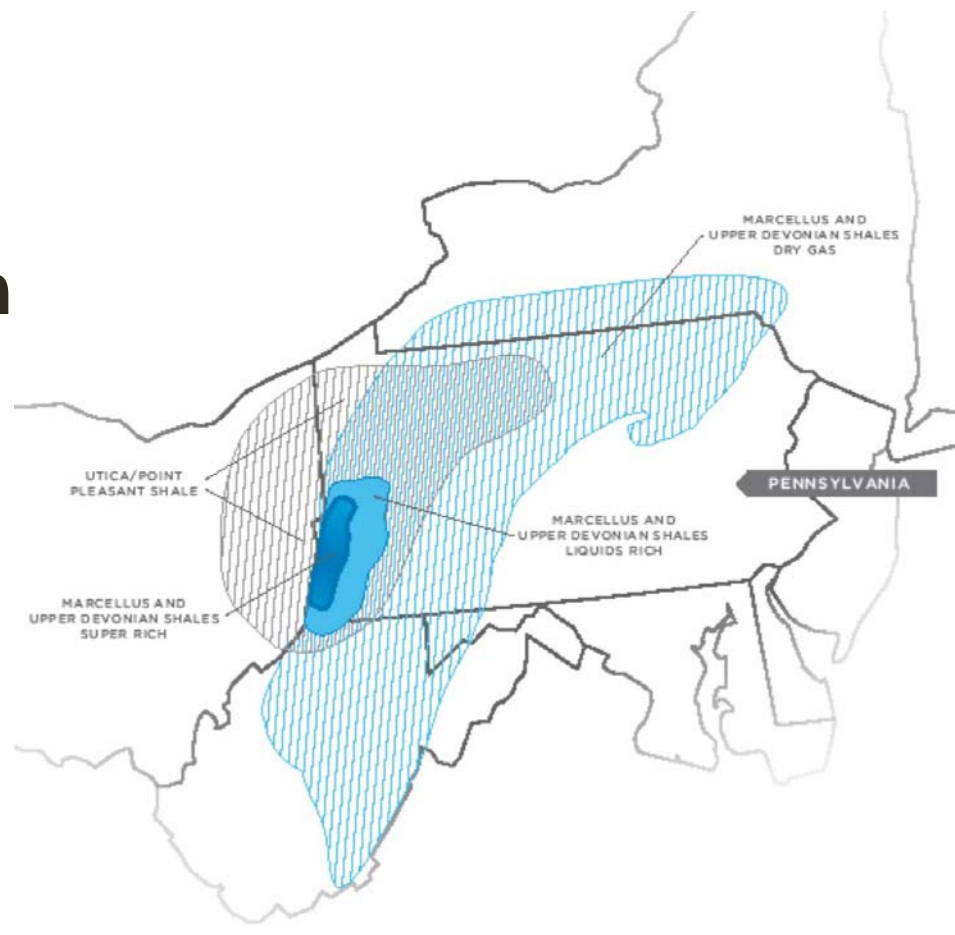 n
MARCELLUS AND
UPPER DEVONIAN SHALES
DRY GAS
UTICA/POINT
PLEASANT SHALE
PENNSYLVANIA
MARCELLUS AND
UPPER DEVONIAN SHALES
LIQUIDS RICH
MARCELLUS AND
UPPER DEVONIAN SHALES
SUPER RICH